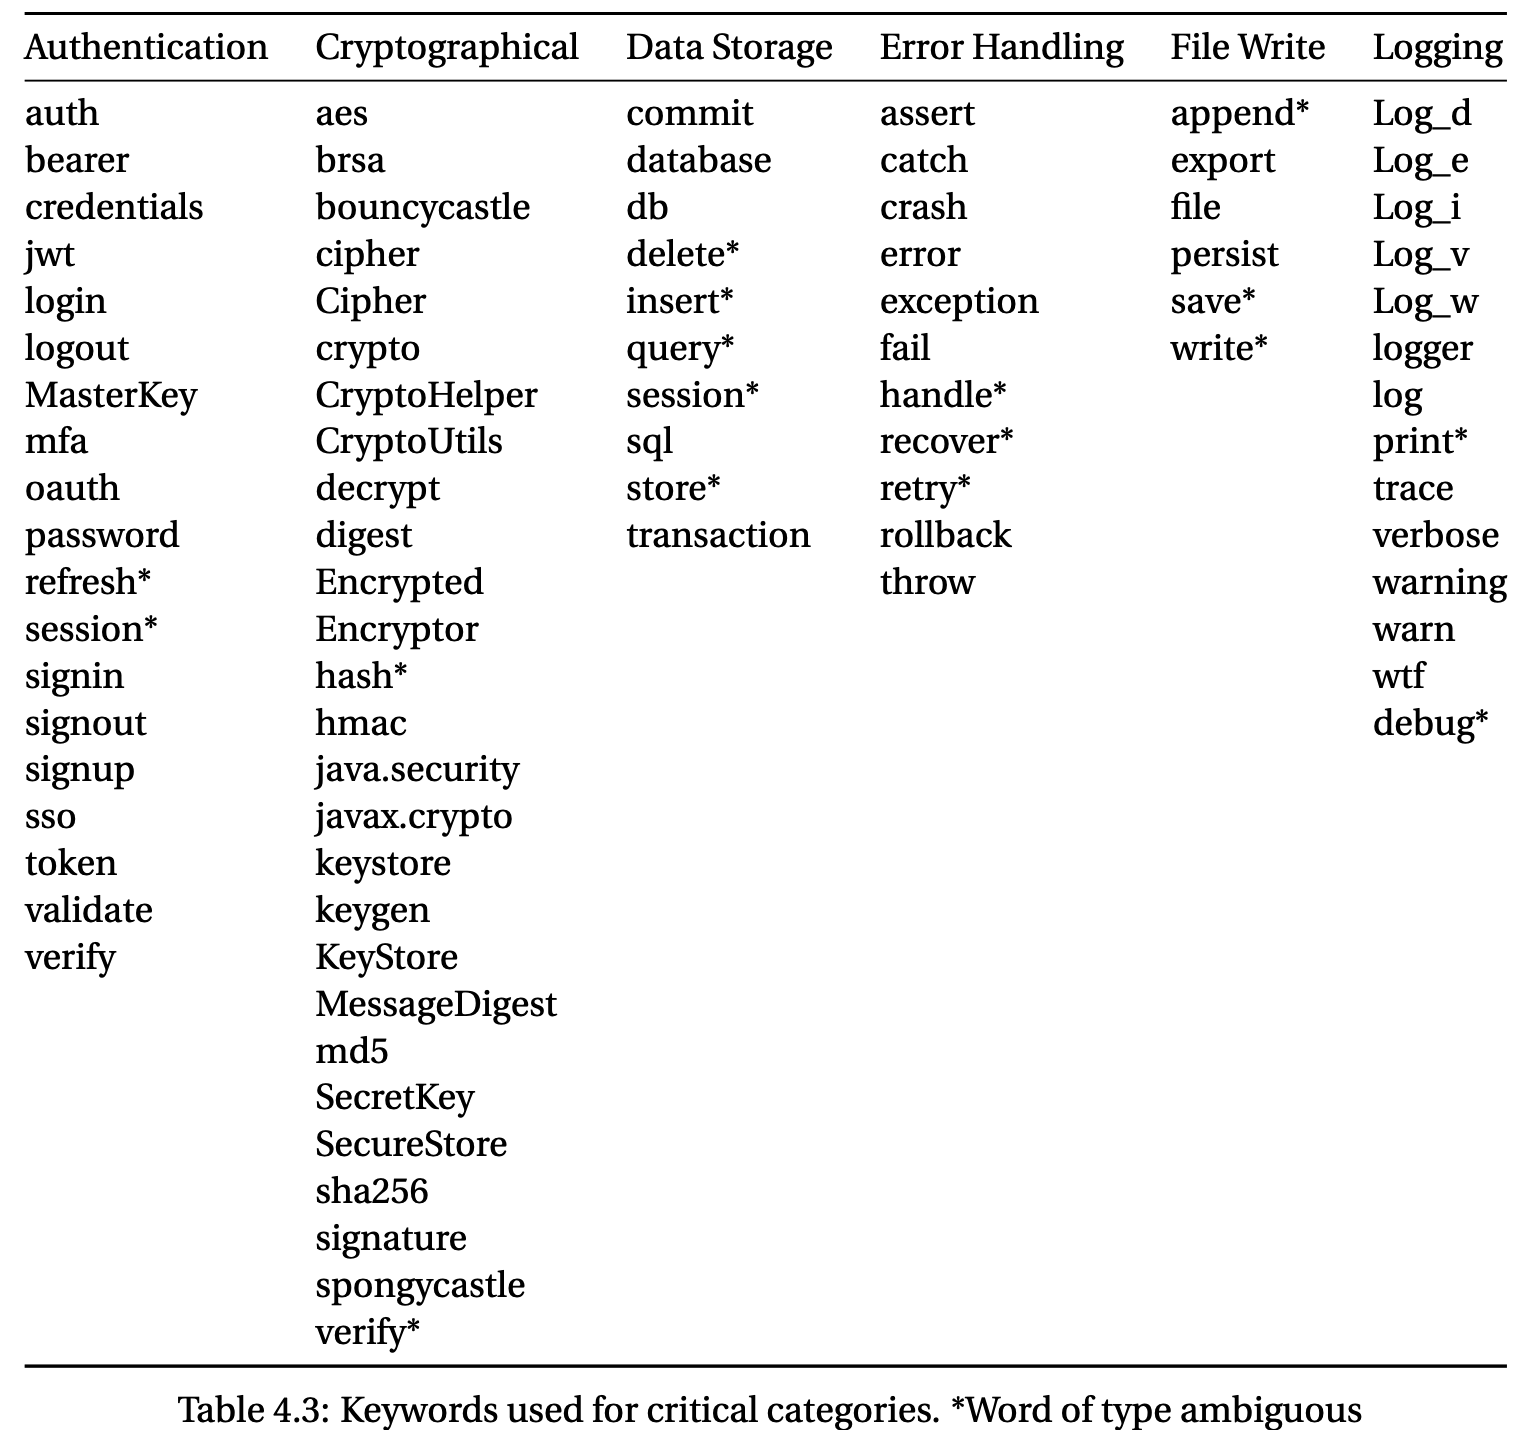 Authentication Cryptographical Data Storage Error Handling File Write Logging
auth aes commit assert append* Log_d
bearer brsa database catch export Log_e
credentials bouncycastle db crash file Log_i
jwt cipher delete* error persist Log_v
login Cipher insert* exception save* Log_w
logout crypto query* fail write* logger
MasterKey CryptoHelper session* handle* log
mfa CryptoUtils sql recover* print*
oauth decrypt store* retry* trace
password digest transaction rollback verbose
refresh* Encrypted throw warning
session* Encryptor warn
signin hash* wtf
signout hmac debug*
signup java.security
sso javax.crypto
token keystore
validate keygen
verify KeyStore
MessageDigest
md5
SecretKey
SecureStore
sha256
signature
spongycastle
verify*
Table 4.3: Keywords used for critical categories. *Word of type ambiguous